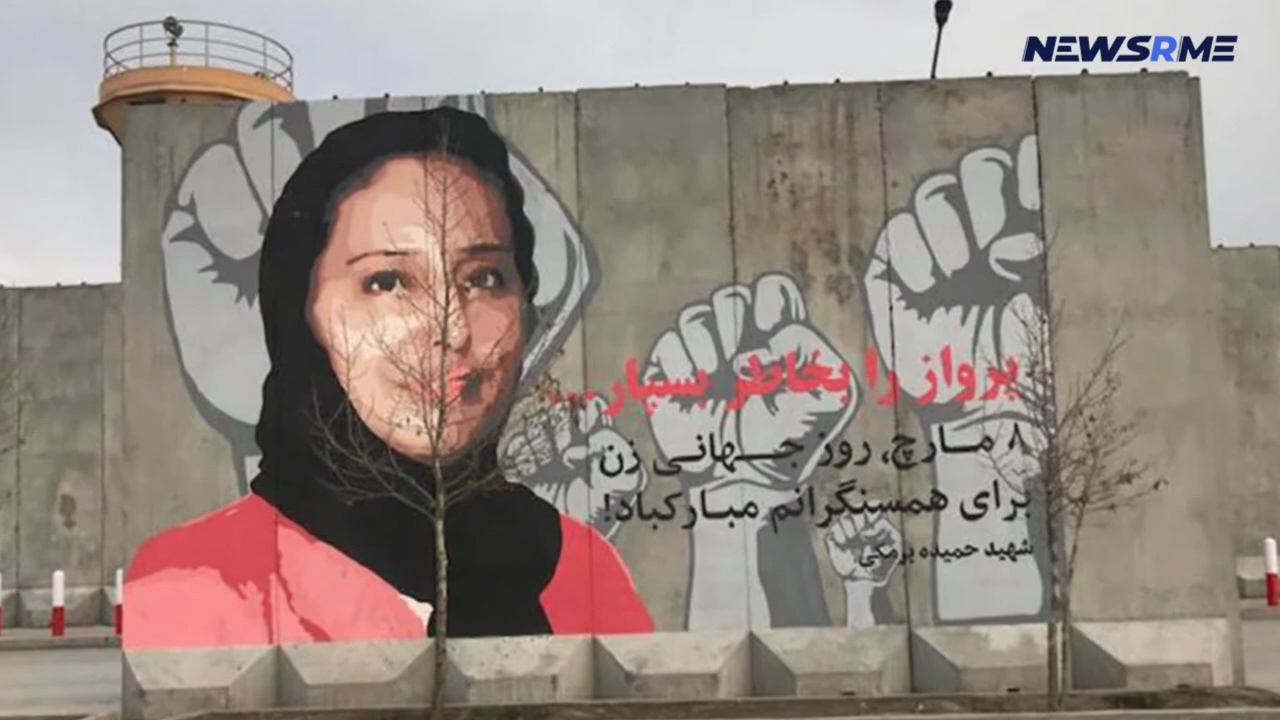 NEWSRME
پرواز را بخاطر بسپار...
۸ مارچ، روز جهانی زن
برای همسنگرانم مبارکباد!
شهید حمیده برمکی